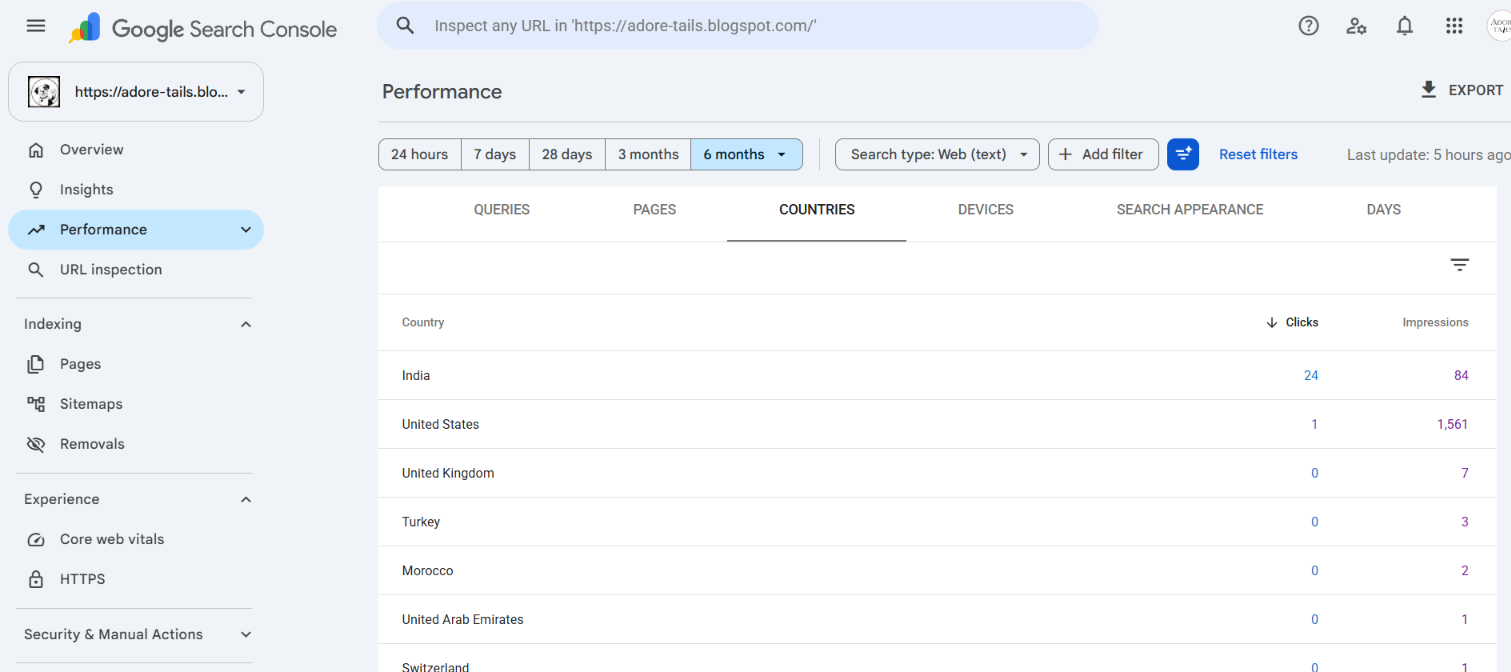 Google Search Console
Inspect any URL in 'https://adore-tails.blogspot.com/'
https://adore-tails.blo...
Overview
Insights
Performance
URL inspection
Indexing
Pages
Sitemaps
Removals
Experience
Core web vitals
HTTPS
Security & Manual Actions
Performance
EXPORT
24 hours 7 days 28 days 3 months 6 months Search type: Web (text) Add filter Reset filters Last update: 5 hours ago
QUERIES PAGES COUNTRIES DEVICES SEARCH APPEARANCE DAYS
Country Clicks Impressions
India 24 84
United States 1 1,561
United Kingdom 0 7
Turkey 0 3
Morocco 0 2
United Arab Emirates 0 1
Switzerland 0 1